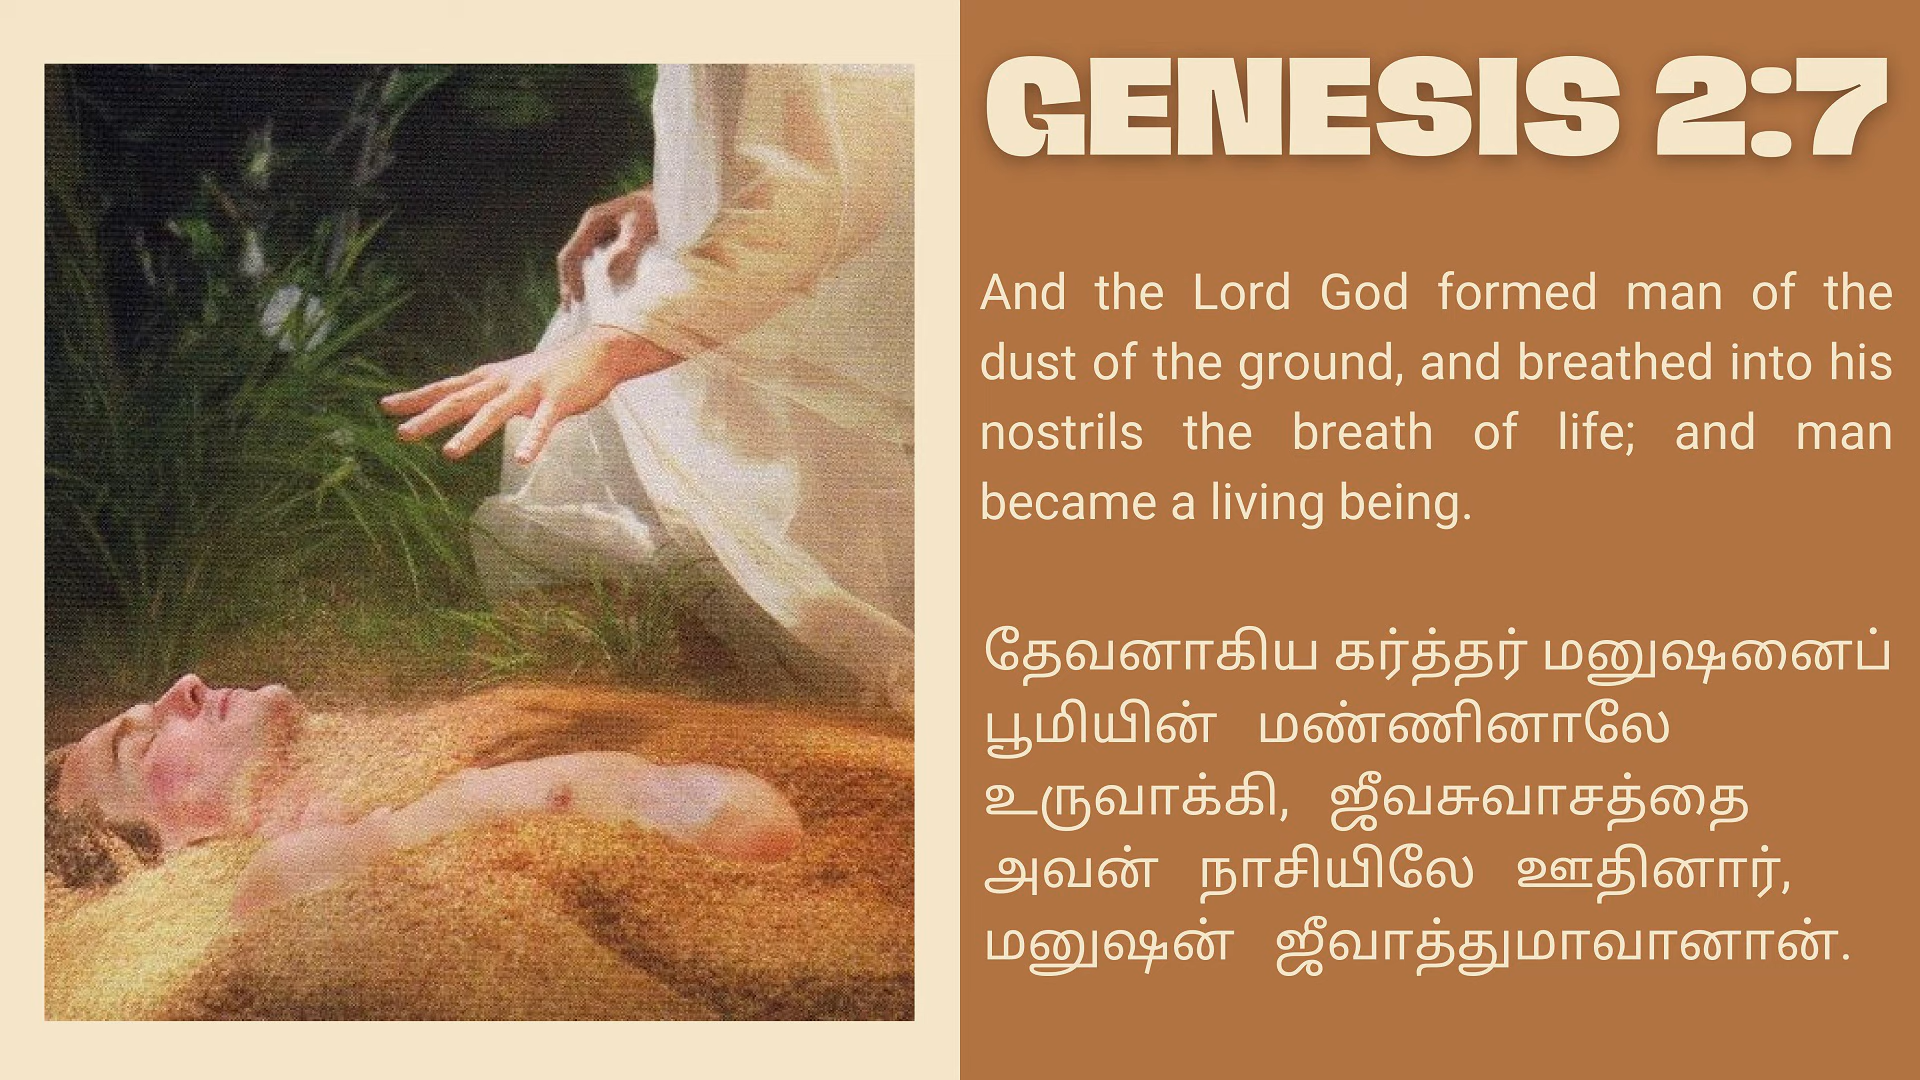 GENESIS 2:7
And the Lord God formed man of the
dust of the ground, and breathed into his
nostrils the breath of life; and man
became a living being.
தேவனாகிய கர்த்தர் மனுஷனைப்
பூமியின் மண்ணினாலே
உருவாக்கி, ஜீவசுவாசத்தை
அவன் நாசியிலே ஊதினார்,
மனுஷன் ஜீவாத்துமாவானான்.